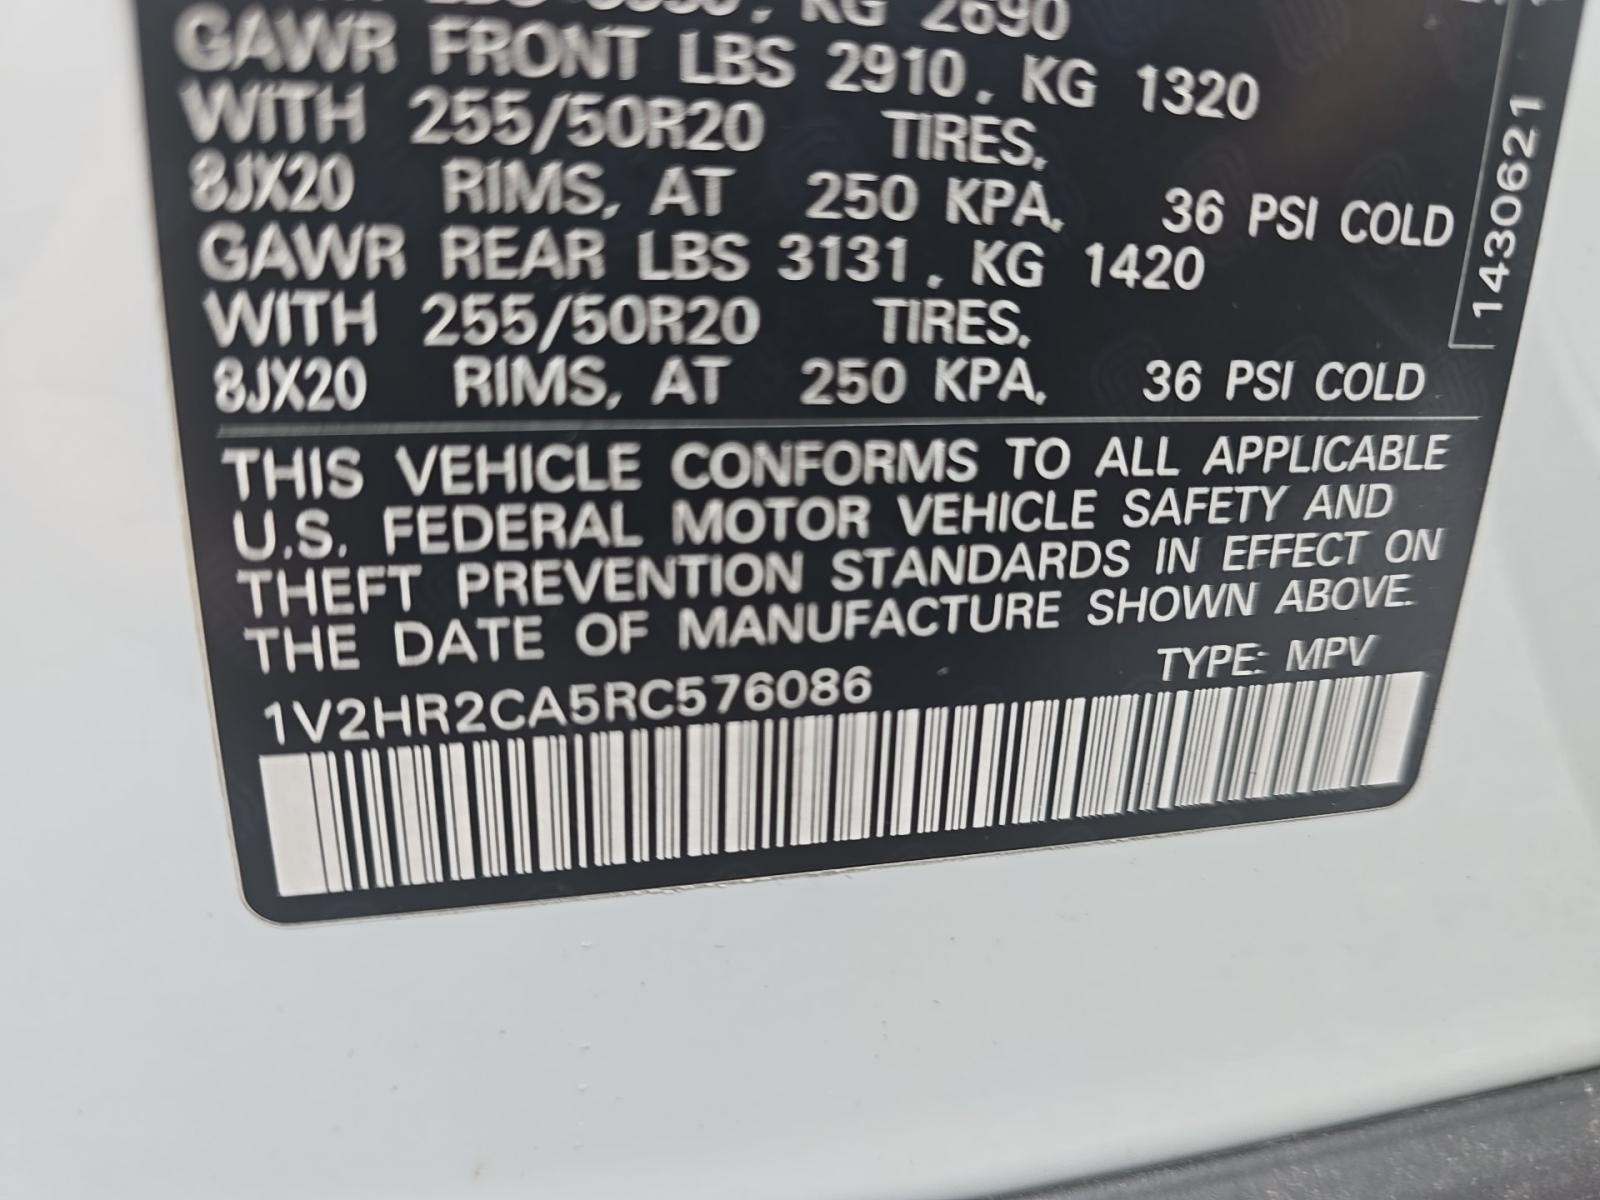 KG 2690
GAWR FRONT LBS 2910, KG 1320
WITH 255/50R20 TIRES,
8JX20 RIMS, AT 250 KPA, 36 PSI COLD
GAWR REAR LBS 3131, KG 1420
WITH 255/50R20 TIRES,
8JX20 RIMS, AT 250 KPA, 36 PSI COLD
THIS VEHICLE CONFORMS TO ALL APPLICABLE
U.S. FEDERAL MOTOR VEHICLE SAFETY AND
THEFT PREVENTION STANDARDS IN EFFECT ON
THE DATE OF MANUFACTURE SHOWN ABOVE.
TYPE: MPV
1V2HR2CA5RC576086
1430621